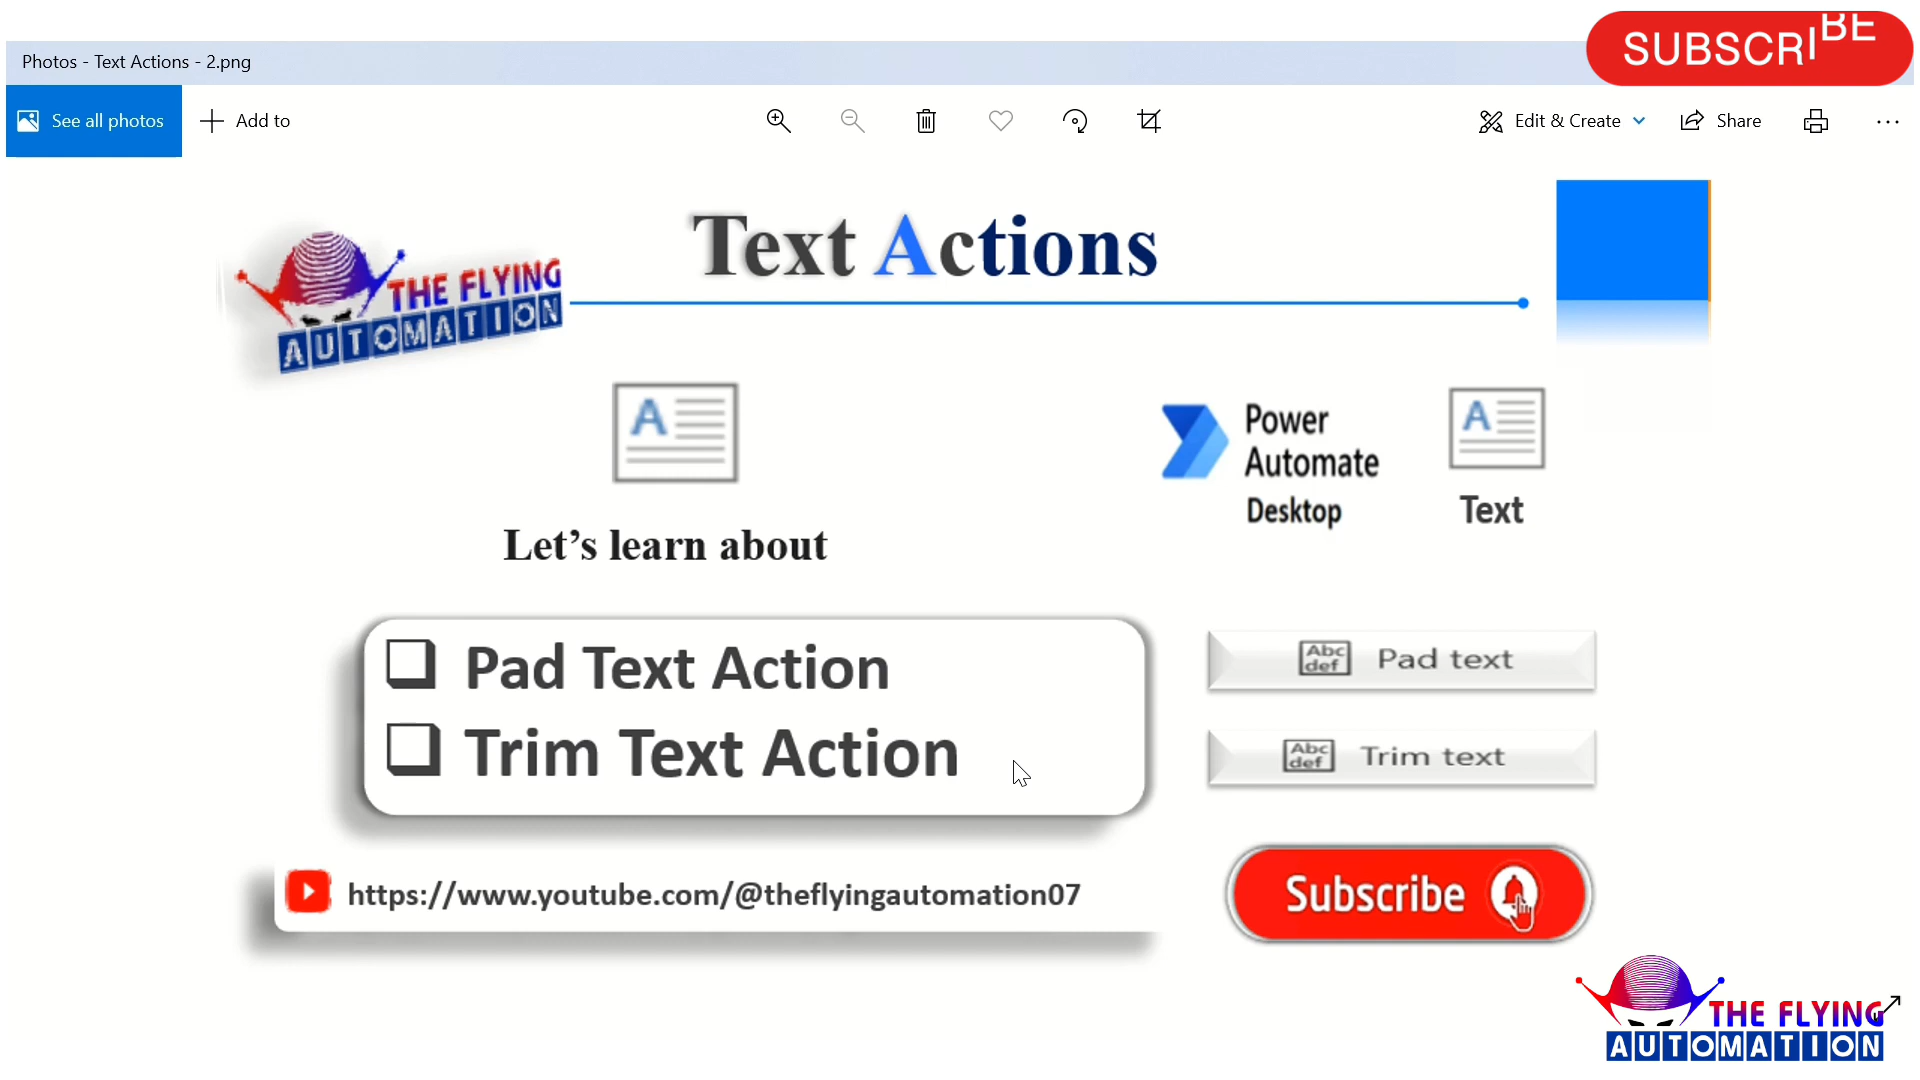 SUBSCRIBE
Photos - Text Actions - 2.png
See all photos
Add to
Edit & Create
Share
Text Actions
THE FLYING
AUTOMATION
A
Power
Automate
Desktop
A
Text
Let's learn about
Pad Text Action
Trim Text Action
Abc
def
Pad text
Abc
def
Trim text
https://www.youtube.com/@theflyingautomation07
Subscribe
THE FLYING
AUTOMATION